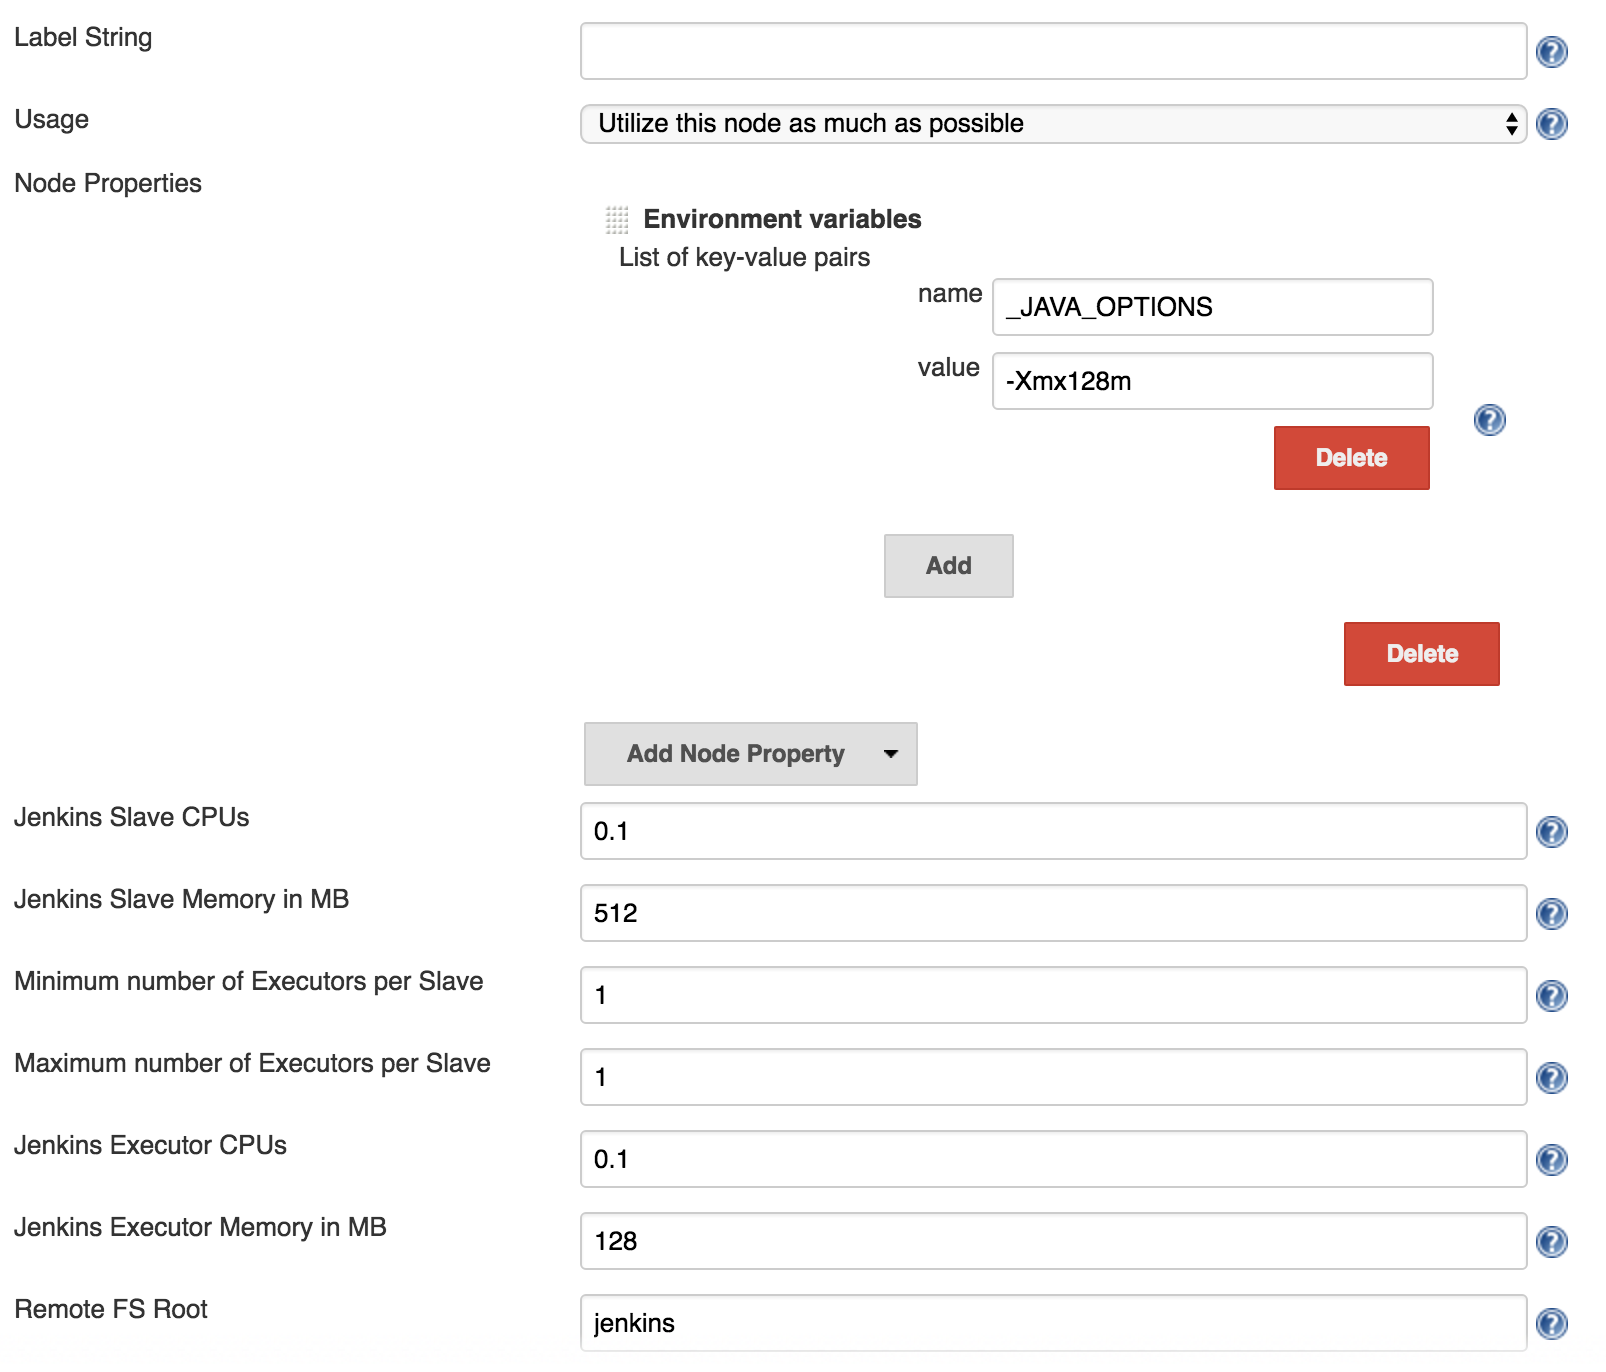 Label String
Usage
Utilize this node as much as possible
Node Properties
Environment variables
List of key-value pairs
name
_JAVA_OPTIONS
value
-Xmx128m
Delete
Add
Delete
Add Node Property
Jenkins Slave CPUs
0.1
Jenkins Slave Memory in MB
512
Minimum number of Executors per Slave
1
Maximum number of Executors per Slave
1
Jenkins Executor CPUs
0.1
Jenkins Executor Memory in MB
128
Remote FS Root
jenkins